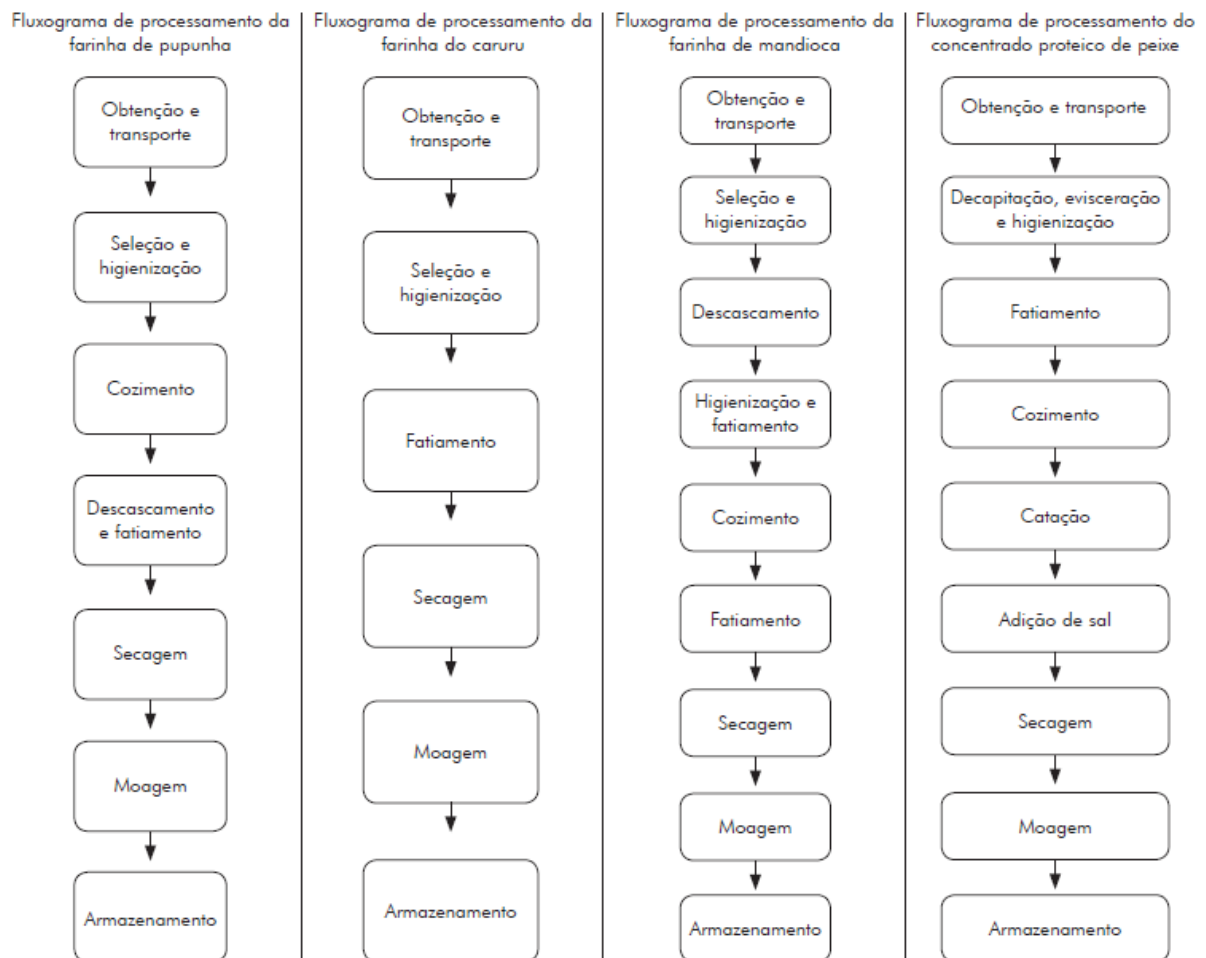 Fluxograma de processamento da
farinha de pupunha
Obtenção e
transporte
Seleção e
higienização
Cozimento
Descascamento
e fatiamento
Secagem
Moagem
Armazenamento
Fluxograma de processamento da
farinha do caruru
Obtenção e
transporte
Seleção e
higienização
Fatiamento
Secagem
Moagem
Armazenamento
Fluxograma de processamento da
farinha de mandioca
Obtenção e
transporte
Seleção e
higienização
Descascamento
Higienização e
fatiamento
Cozimento
Fatiamento
Secagem
Moagem
Armazenamento
Fluxograma de processamento do
concentrado proteico de peixe
Obtenção e transporte
Decapitação, evisceração
e higienização
Fatiamento
Cozimento
Catação
Adição de sal
Secagem
Moagem
Armazenamento